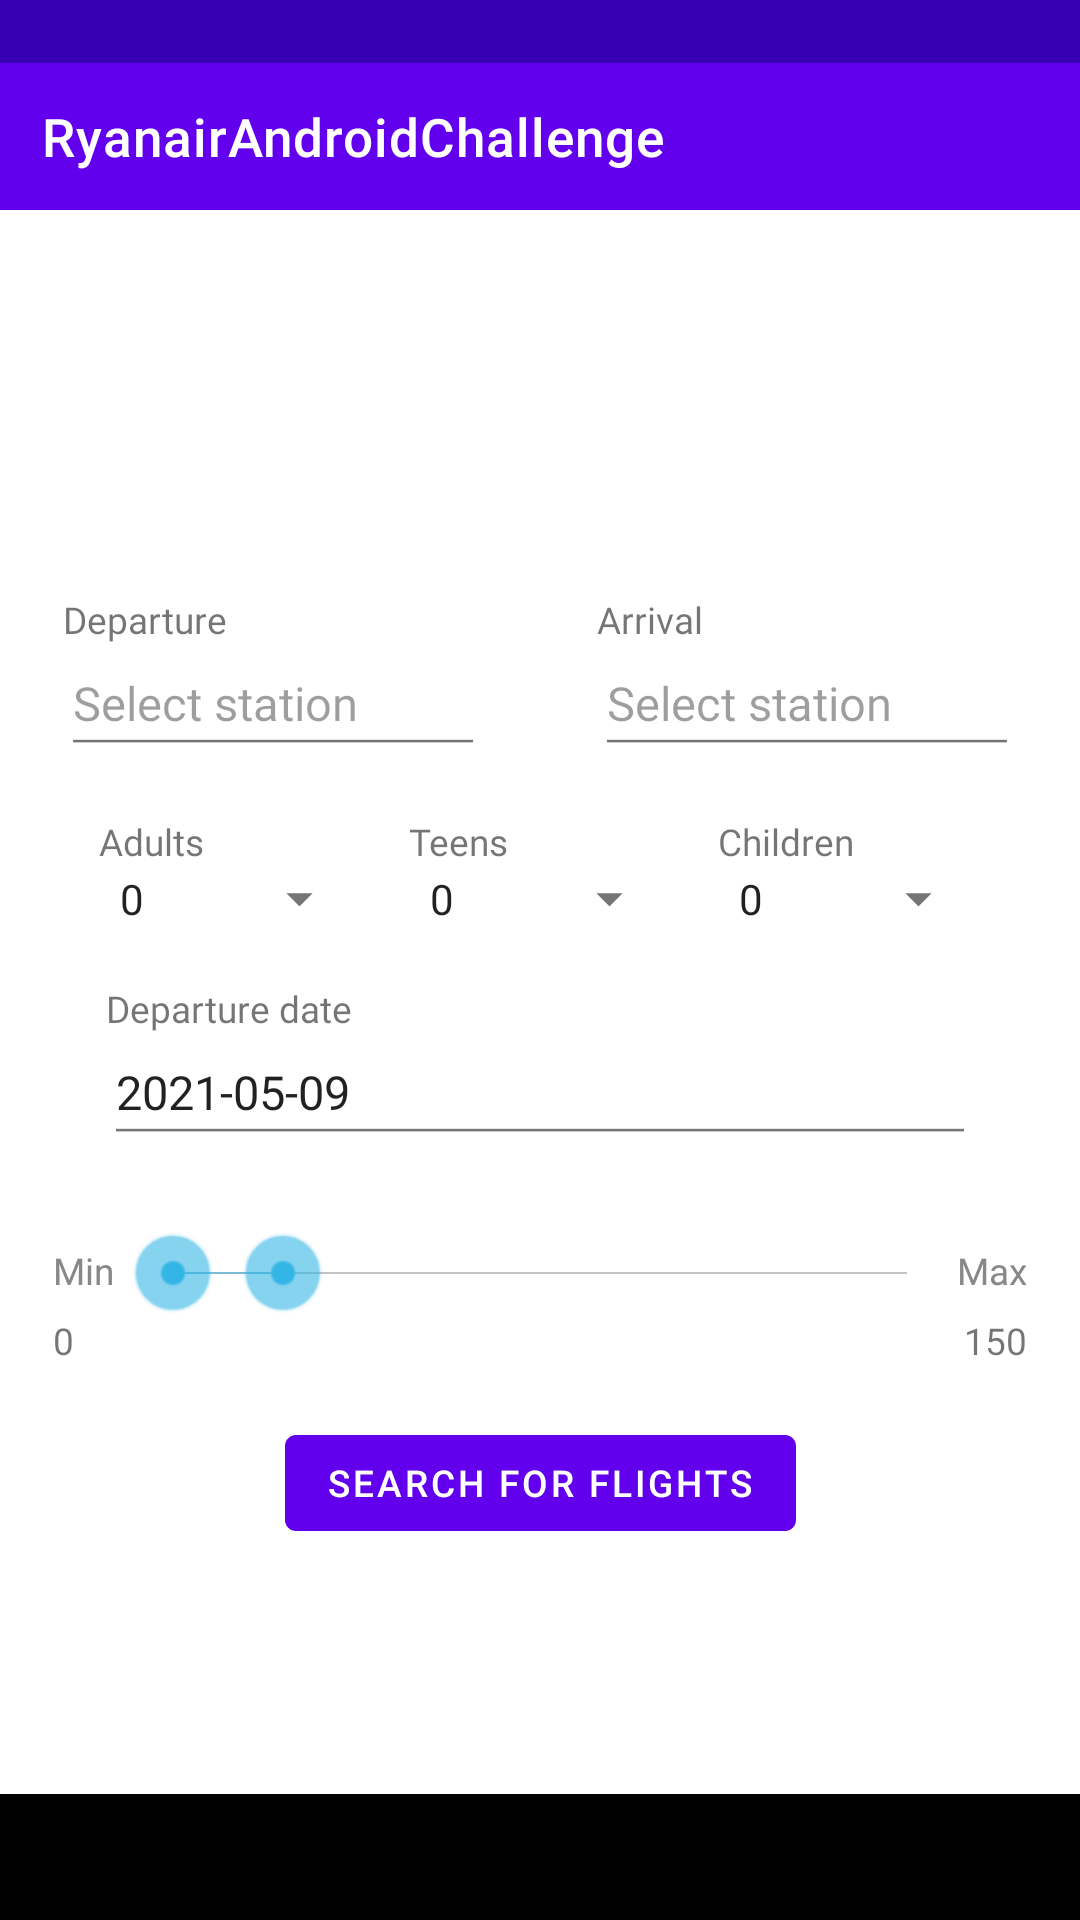 RyanairAndroidChallenge
Departure Arrival
Select station Select station
Adults Teens Children
0 0 0
Departure date
2021-05-09
Min Max
0 150
SEARCH FOR FLIGHTS